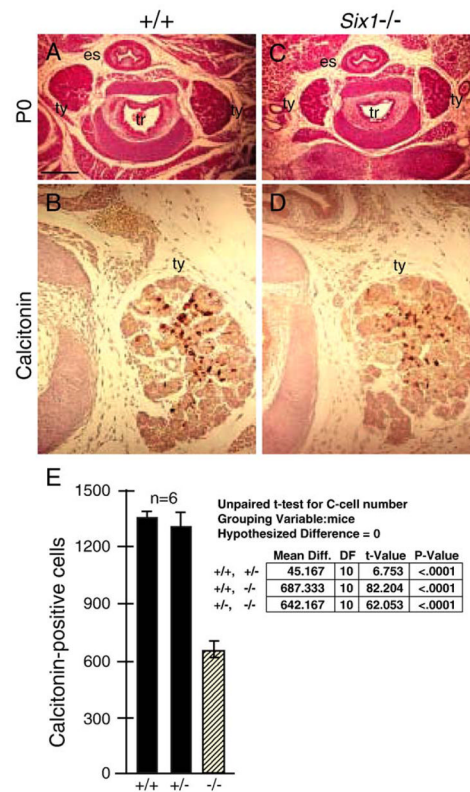 +/+ Six1-/-
A C
es es
ty tr ty ty tr ty
P0
B D
ty ty
Calcitonin
E
1500
1300
900
600
300
0
Calcitonin-positive cells
n=6
+/+ +/- -/-
Unpaired t-test for C-cell number
Grouping Variable:mice
Hypothesized Difference = 0
Mean Diff. DF t-Value P-Value
+/+, +/- 45.167 10 6.753 <.0001
+/+, -/- 687.333 10 82.204 <.0001
+/-, -/- 642.167 10 62.053 <.0001